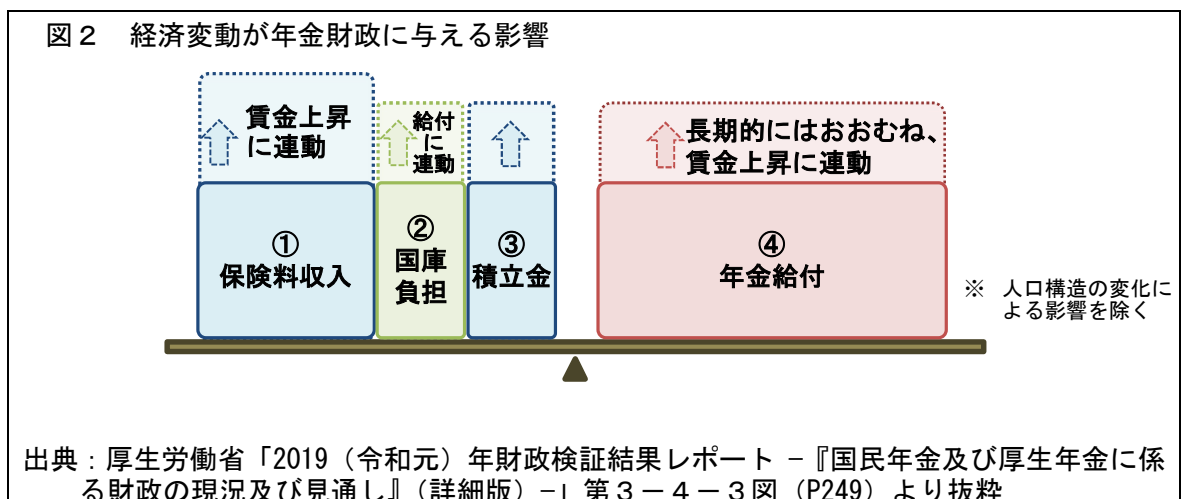 図2 経済変動が年金財政に与える影響
賃金上昇
に連動
給付
に
連動
長期的にはおおむね、
賃金上昇に連動
①
保険料収入
②
国庫
負担
③
積立金
④
年金給付
※ 人口構造の変化に
よる影響を除く
出典：厚生労働省「2019（令和元）年財政検証結果レポート －『国民年金及び厚生年金に係
る財政の現況及び見通し』（詳細版）－」第３－４－３図（P249）より抜粋